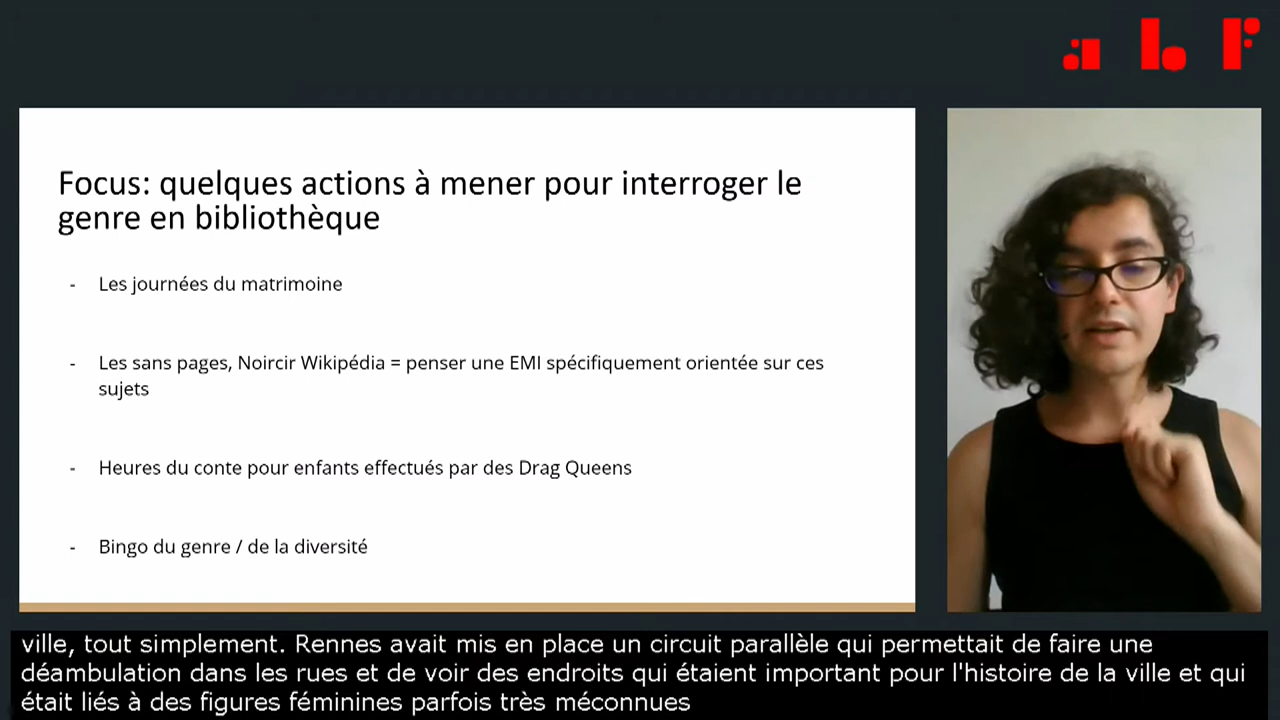 abF
Focus: quelques actions à mener pour interroger le
genre en bibliothèque
- Les journées du matrimoine
- Les sans pages, Noircir Wikipédia = penser une EMI spécifiquement orientée sur ces
sujets
- Heures du conte pour enfants effectués par des Drag Queens
- Bingo du genre / de la diversité
ville, tout simplement. Rennes avait mis en place un circuit parallèle qui permettait de faire une
déambulation dans les rues et de voir des endroits qui étaient important pour l'histoire de la ville et qui
était liés à des figures féminines parfois très méconnues